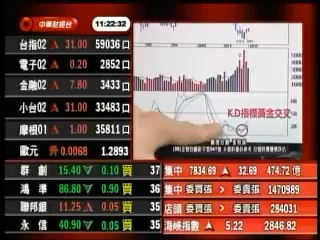 中華財經台 11:22:32
台指02 ▲ 31.00 59036口
電子02 ▲ 0.20 2852口
金融02 ▲ 7.80 3433口
小台02 ▲ 31.00 33483口
摩根01 ▲ 1.00 35811口
歐元 升 0.0068 1.2893
K.D指標黃金交叉
群創 15.40▽ 0.10 買 37
鴻準 86.80▽ 0.90 買 36
聯邦銀 11.25△ 0.05 買
永信 40.90▽ 0.05 買
集中 7834.69 ▲ 32.69 474.72億
集中 委買張 > 委賣張 > 1470989
店頭 委買張 > 委賣張 > 284031
海峽指數 ▲ 5.22 2846.82